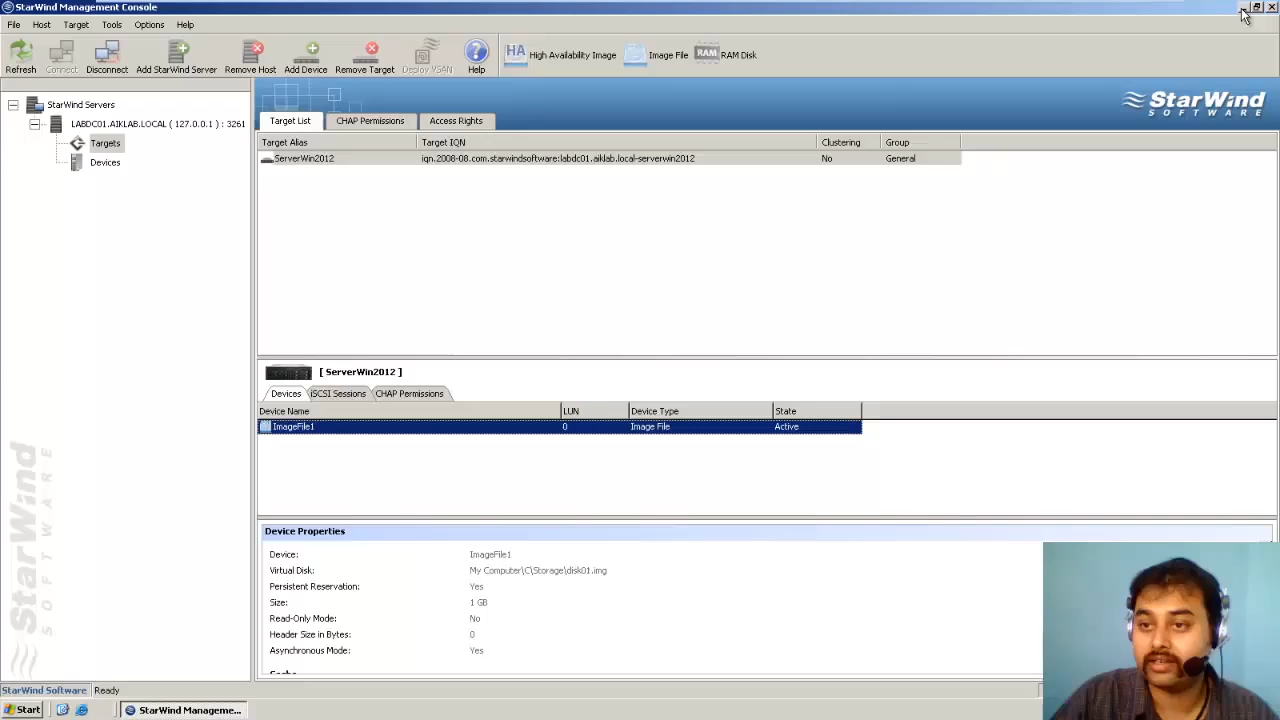 StarWind Management Console
File Host Target Tools Options Help
Refresh Connect Disconnect Add StarWind Server Remove Host Add Device Remove Target Deploy VSAN Help HA High Availability Image Image File RAM RAM Disk
StarWind Servers
LABDC01.AIKLAB.LOCAL ( 127.0.0.1 ) : 3261
Targets
Devices
StarWind
SOFTWARE
Target List CHAP Permissions Access Rights
Target Alias Target IQN Clustering Group
ServerWin2012 iqn.2008-08.com.starwindsoftware:labdc01.aiklab.local-serverwin2012 No General
[ ServerWin2012 ]
Devices iSCSI Sessions CHAP Permissions
Device Name LUN Device Type State
ImageFile1 0 Image File Active
Device Properties
Device: ImageFile1
Virtual Disk: My Computer\C\Storage\disk01.img
Persistent Reservation: Yes
Size: 1 GB
Read-Only Mode: No
Header Size in Bytes: 0
Asynchronous Mode: Yes
StarWind
SOFTWARE
StarWind Software Ready
Start StarWind Manageme...